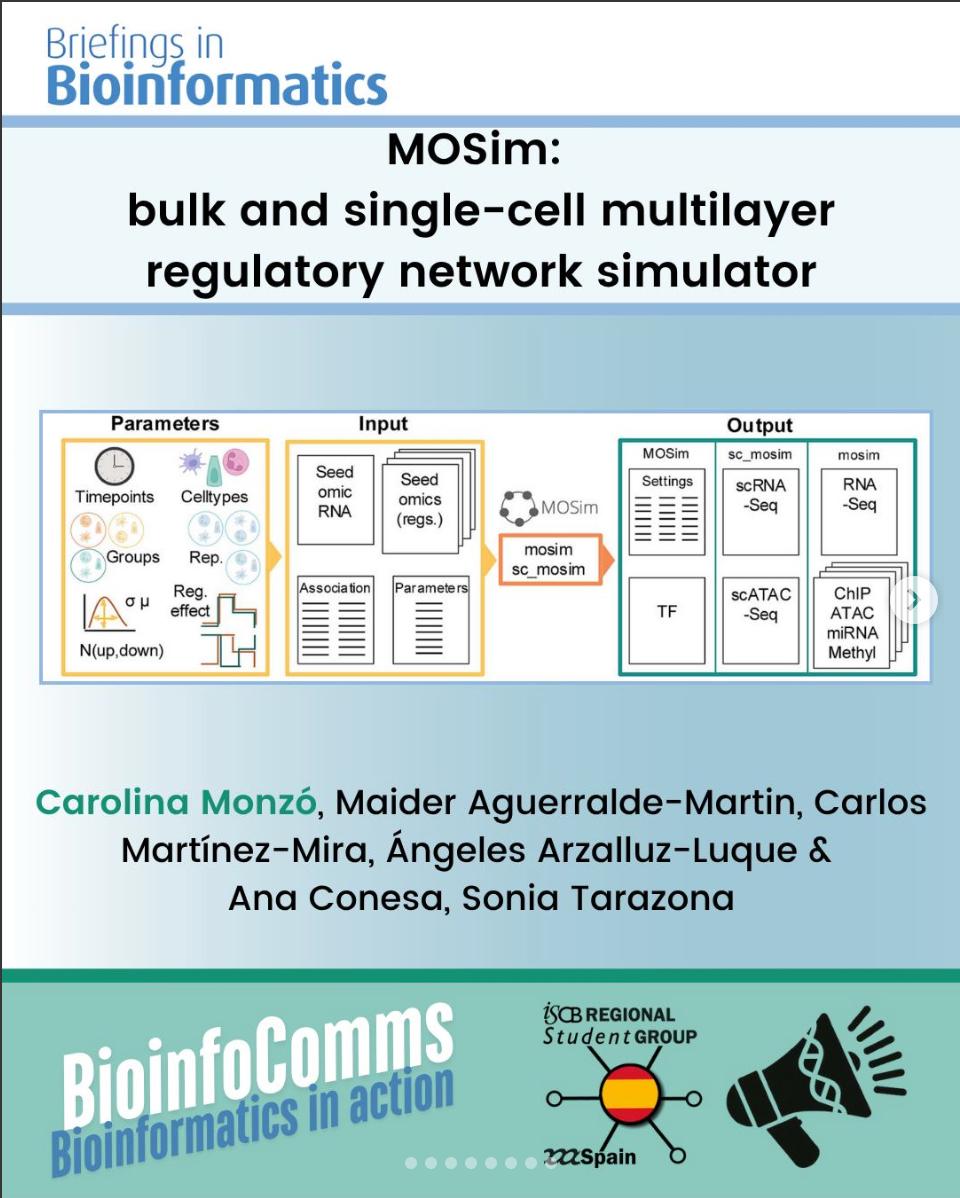 Briefings in
Bioinformatics
MOSim:
bulk and single-cell multilayer
regulatory network simulator
Parameters
Timepoints
Celltypes
Groups
Rep.
σ μ
Reg.
effect
N(up,down)
Input
Seed
omic
RNA
Seed
omics
(regs.)
Association
Parameters
MOSim
mosim
sc_mosim
Output
MOSim
Settings
TF
sc_mosim
scRNA
-Seq
scATAC
-Seq
mosim
RNA
-Seq
ChIP
ATAC
miRNA
Methyl
Carolina Monzó, Maider Aguerralde-Martin, Carlos
Martínez-Mira, Ángeles Arzalluz-Luque &
Ana Conesa, Sonia Tarazona
BioinfoComms
Bioinformatics in action
iSCB REGIONAL
Student GROUP
Spain